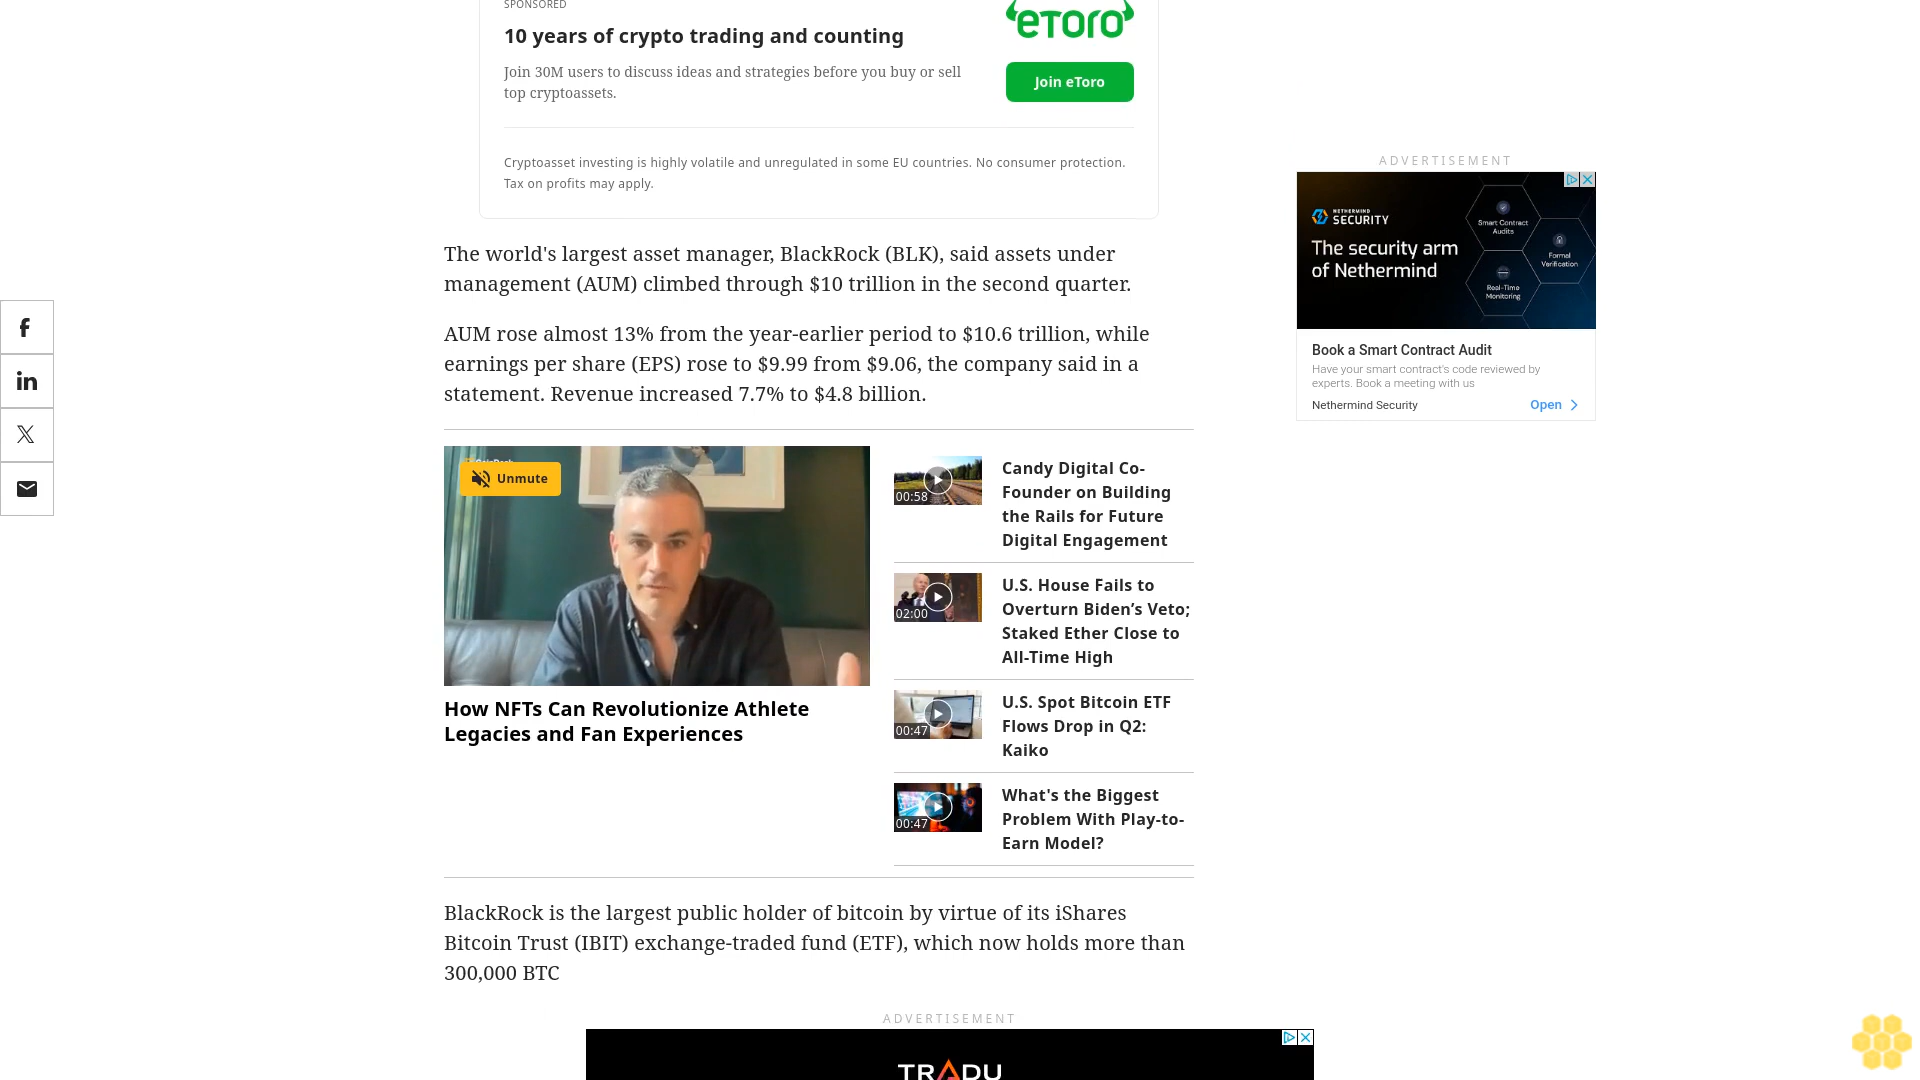 SPONSORED
10 years of crypto trading and counting
Join 30M users to discuss ideas and strategies before you buy or sell
top cryptoassets.
eToro
Join eToro
Cryptoasset investing is highly volatile and unregulated in some EU countries. No consumer protection.
Tax on profits may apply.
The world's largest asset manager, BlackRock (BLK), said assets under
management (AUM) climbed through $10 trillion in the second quarter.
AUM rose almost 13% from the year-earlier period to $10.6 trillion, while
earnings per share (EPS) rose to $9.99 from $9.06, the company said in a
statement. Revenue increased 7.7% to $4.8 billion.
Unmute
How NFTs Can Revolutionize Athlete
Legacies and Fan Experiences
00:58
Candy Digital Co-
Founder on Building
the Rails for Future
Digital Engagement
02:00
U.S. House Fails to
Overturn Biden’s Veto;
Staked Ether Close to
All-Time High
00:47
U.S. Spot Bitcoin ETF
Flows Drop in Q2:
Kaiko
00:47
What's the Biggest
Problem With Play-to-
Earn Model?
BlackRock is the largest public holder of bitcoin by virtue of its iShares
Bitcoin Trust (IBIT) exchange-traded fund (ETF), which now holds more than
300,000 BTC
ADVERTISEMENT
TRADU
ADVERTISEMENT
NETHERMIND
SECURITY
The security arm
of Nethermind
Smart Contract
Audits
Formal
Verification
Real-Time
Monitoring
Book a Smart Contract Audit
Have your smart contract's code reviewed by
experts. Book a meeting with us
Nethermind Security
Open